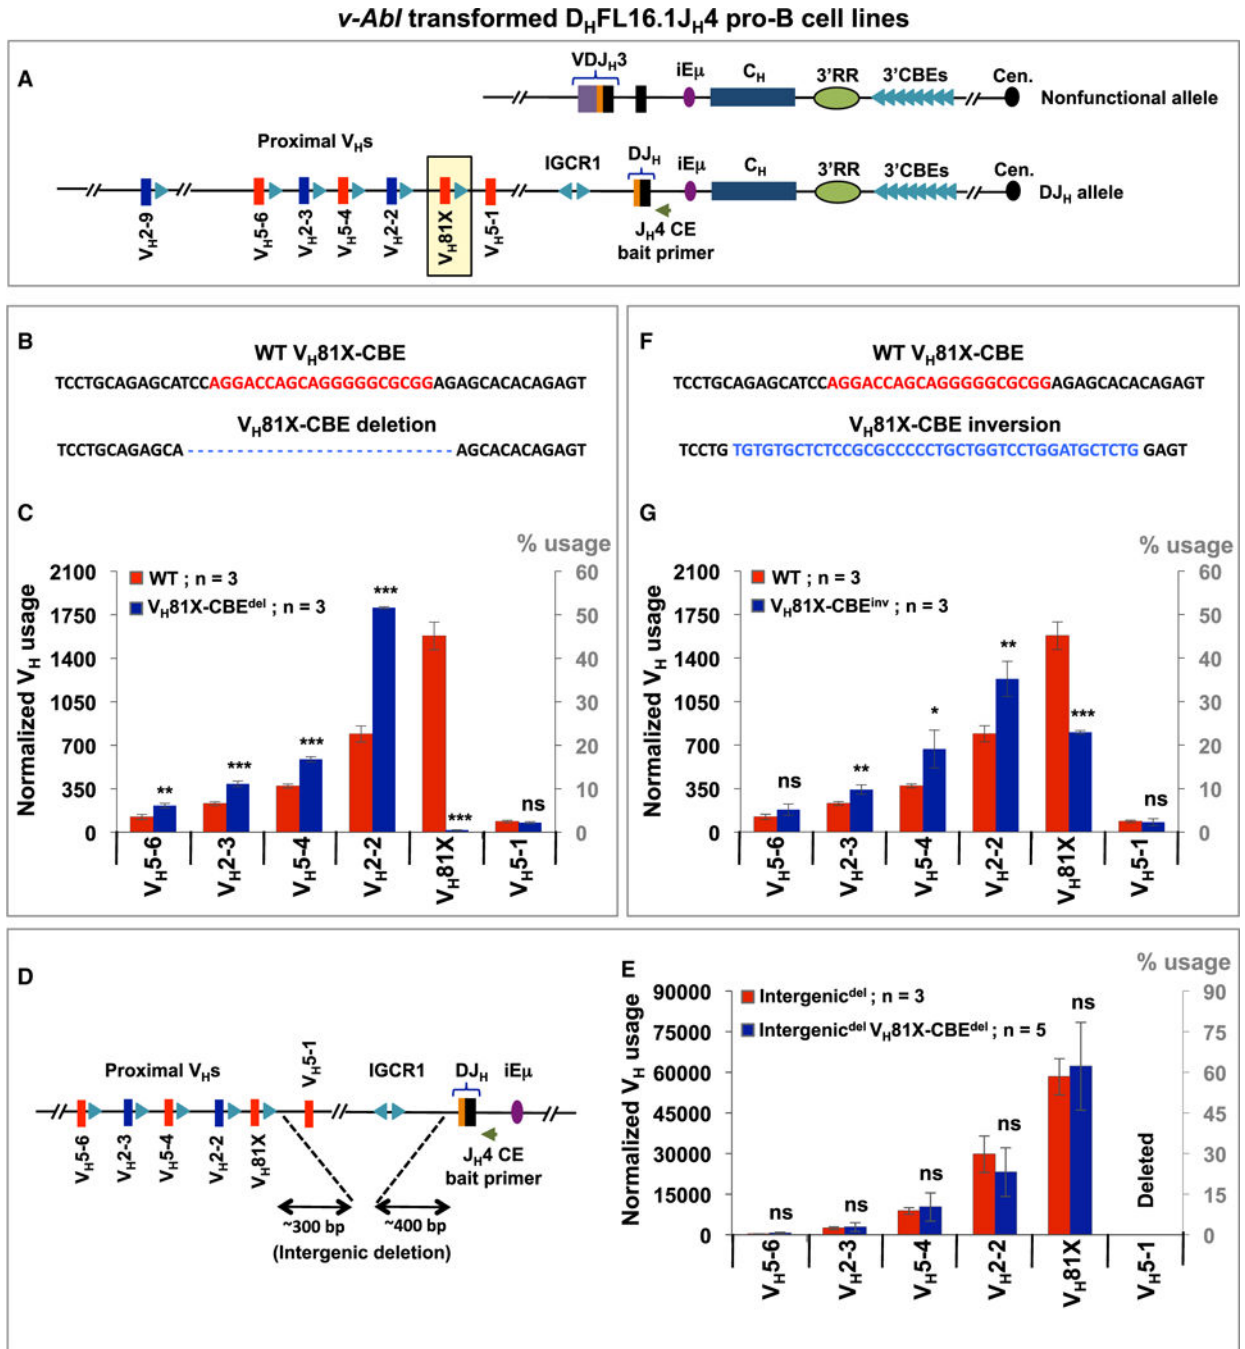 v-Abl transformed DHFL16.1JH4 pro-B cell lines
A
VDJH3
iEμ
CH
3'RR
3'CBEs
Cen.
Nonfunctional allele
Proximal VHs
IGCR1
DJH
iEμ
CH
3'RR
3'CBEs
Cen.
DJH allele
VH2-9
VH5-6
VH2-3
VH5-4
VH2-2
VH81X
VH5-1
JH4 CE
bait primer
B
WT VH81X-CBE
TCCTGCAGAGCATCCAGGACCAGCAGGGGGCGCGGAGAGCACACAGAGT
VH81X-CBE deletion
TCCTGCAGAGCA------------------------AGCACACAGAGT
C
% usage
Normalized VH usage
WT ; n = 3
VH81X-CBEdel ; n = 3
2100
1750
1400
1050
700
350
0
60
50
40
30
20
10
0
**
***
***
***
***
ns
VH5-6
VH2-3
VH5-4
VH2-2
VH81X
VH5-1
F
WT VH81X-CBE
TCCTGCAGAGCATCCAGGACCAGCAGGGGGCGCGGAGAGCACACAGAGT
VH81X-CBE inversion
TCCTG TGTGTGCTCTCCGCGCCCCCTGCTGGTCCTGGATGCTCTG GAGT
G
% usage
Normalized VH usage
WT ; n = 3
VH81X-CBEinv ; n = 3
2100
1750
1400
1050
700
350
0
60
50
40
30
20
10
0
ns
**
*
**
***
ns
VH5-6
VH2-3
VH5-4
VH2-2
VH81X
VH5-1
D
Proximal VHs
VH5-1
IGCR1
DJH
iEμ
VH5-6
VH2-3
VH5-4
VH2-2
VH81X
JH4 CE
bait primer
~300 bp
~400 bp
(Intergenic deletion)
E
% usage
Normalized VH usage
Intergenicdel ; n = 3
Intergenicdel VH81X-CBEdel ; n = 5
90000
75000
60000
45000
30000
15000
0
90
75
60
45
30
15
0
ns
ns
ns
ns
ns
Deleted
VH5-6
VH2-3
VH5-4
VH2-2
VH81X
VH5-1